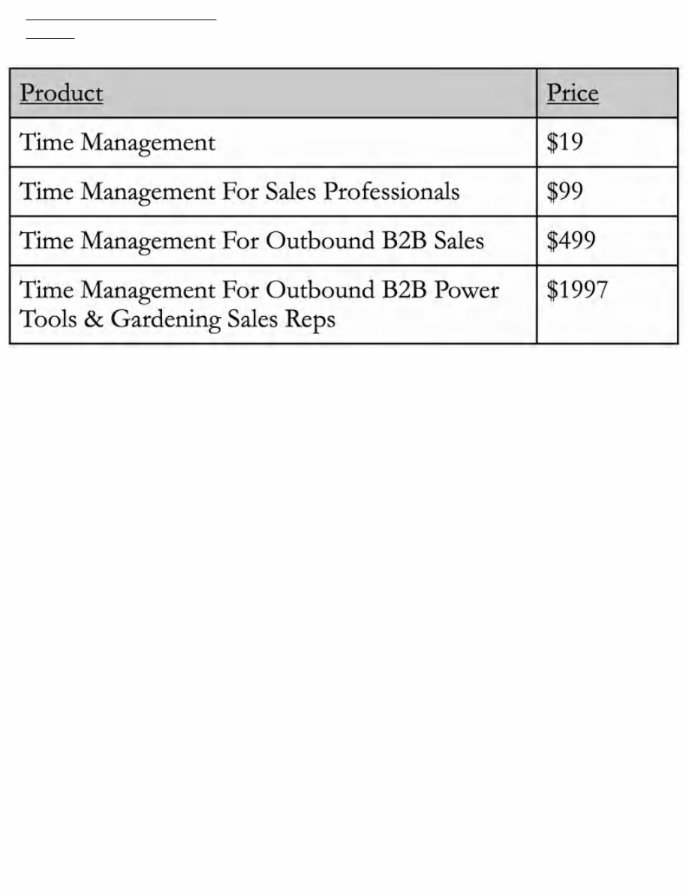 Product
Price
Time Management
$19
Time Management For Sales Professionals
$99
Time Management For Outbound B2B Sales
$499
Time Management For Outbound B2B Power
Tools & Gardening Sales Reps
$1997